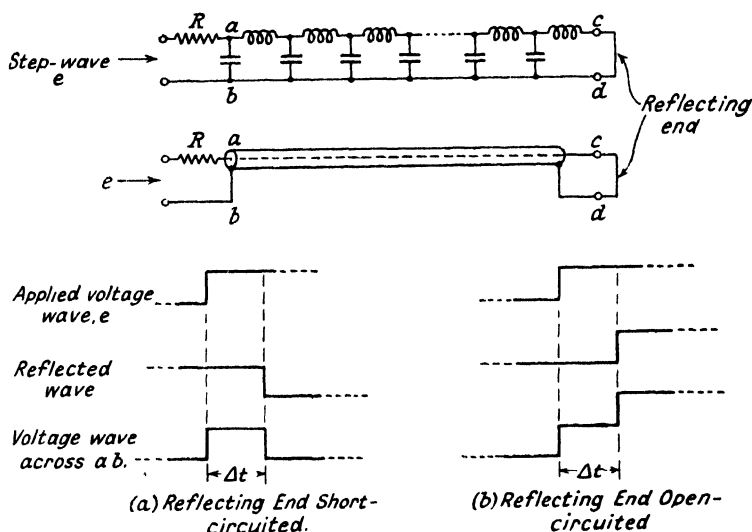 R a c
Step-wave
e
b d
Reflecting
end
R a c
e
b d
Applied voltage
wave, e
Reflected
wave
Voltage wave
across ab.
Δt Δt
(a) Reflecting End Short-
circuited.
(b) Reflecting End Open-
circuited